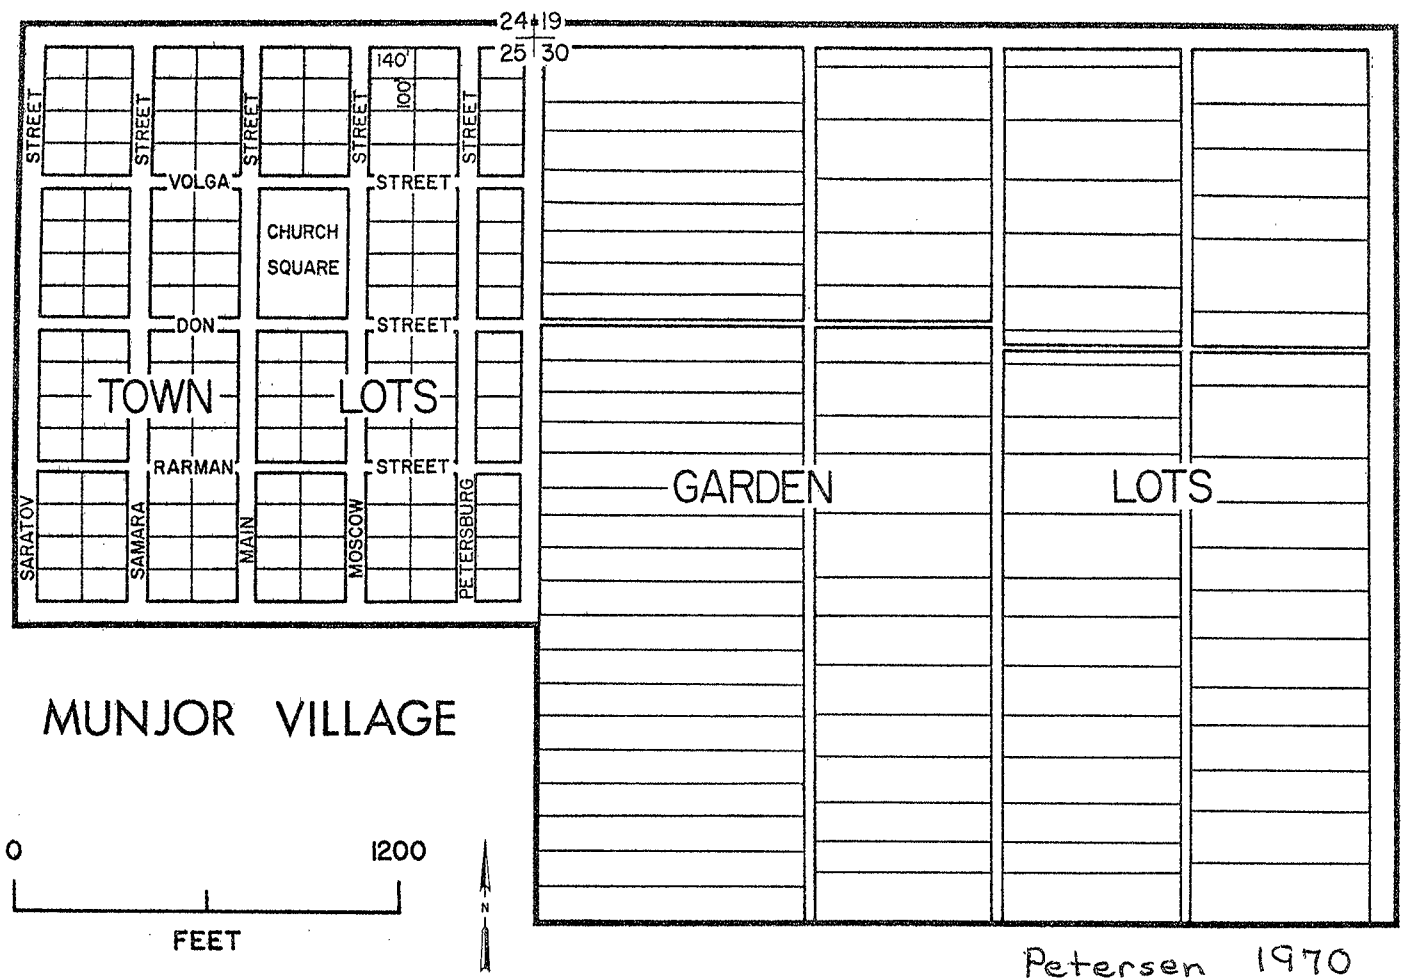 24 19
25 30
140'
100'
STREET
STREET
STREET
STREET
STREET
VOLGA STREET
CHURCH
SQUARE
DON STREET
TOWN LOTS
RARMAN STREET
SARATOV
SAMARA
MAIN
MOSCOW
PETERSBURG
GARDEN LOTS
MUNJOR VILLAGE
0 1200
FEET
N
Petersen 1970